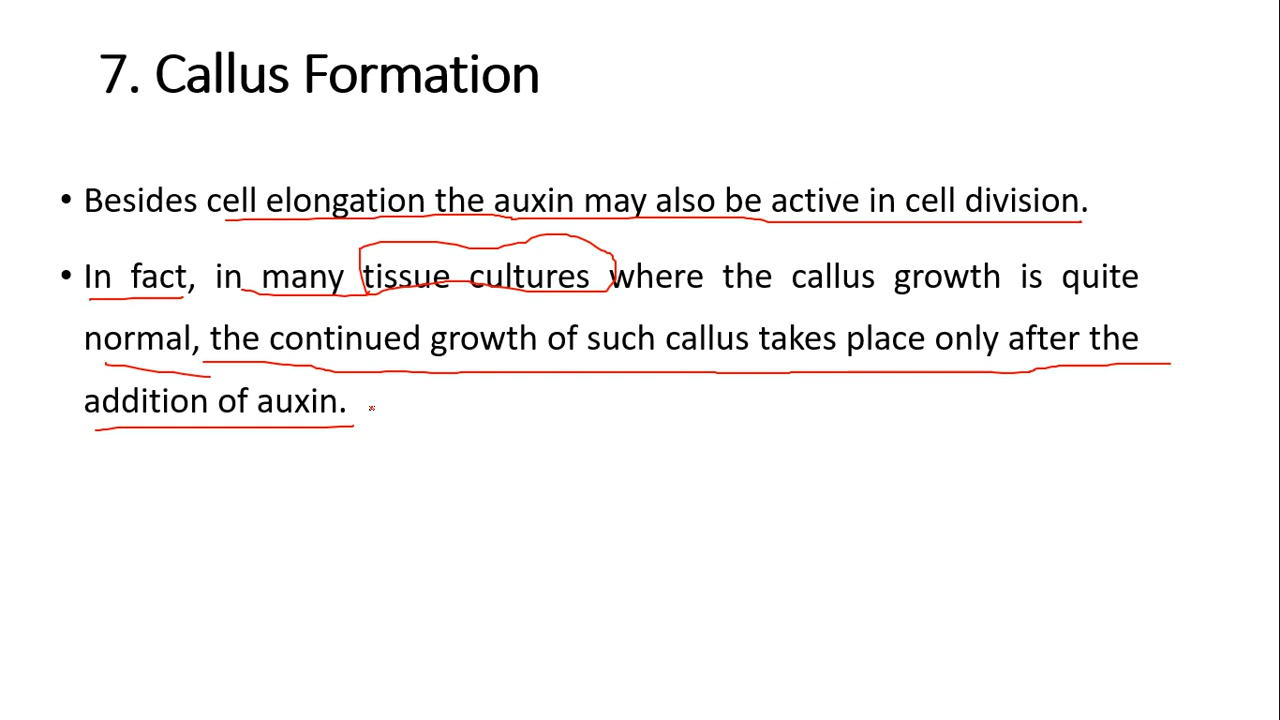 7. Callus Formation
• Besides cell elongation the auxin may also be active in cell division.
• In fact, in many tissue cultures where the callus growth is quite
normal, the continued growth of such callus takes place only after the
addition of auxin.